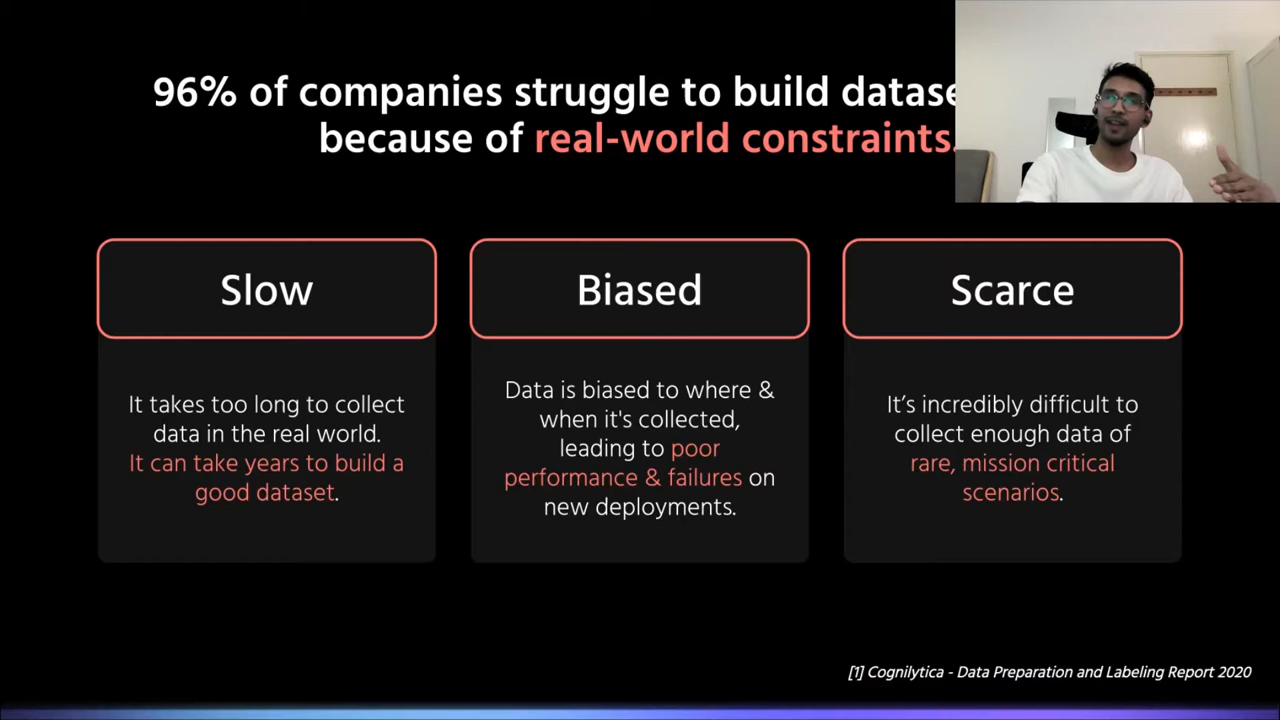 96% of companies struggle to build
because of real-world constraints.
Slow
Biased
Scarce
It takes too long to collect
data in the real world.
It can take years to build a
good dataset.
Data is biased to where &
when it's collected,
leading to poor
performance & failures on
new deployments.
It’s incredibly difficult to
collect enough data of
rare, mission critical
scenarios.
[1] Cognilytica - Data Preparation and Labeling Report 2020